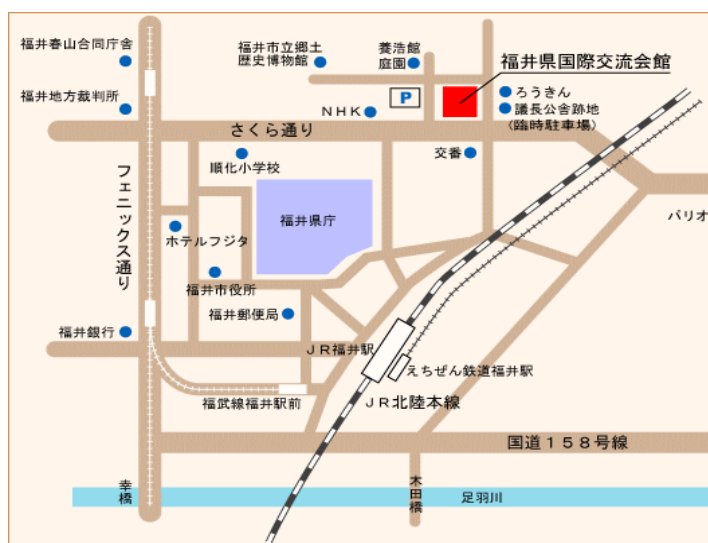 福井春山合同庁舎
福井市立郷土
歴史博物館
養浩館
庭園
福井県国際交流会館
福井地方裁判所
P
ろうきん
NHK
議長公舎跡地
(臨時駐車場)
さくら通り
交番
順化小学校
フェニックス通り
福井県庁
バリオ
ホテルフジタ
福井市役所
福井郵便局
福井銀行
JR福井駅
えちぜん鉄道福井駅
福武線福井駅前
JR北陸本線
国道158号線
幸橋
木田橋
足羽川